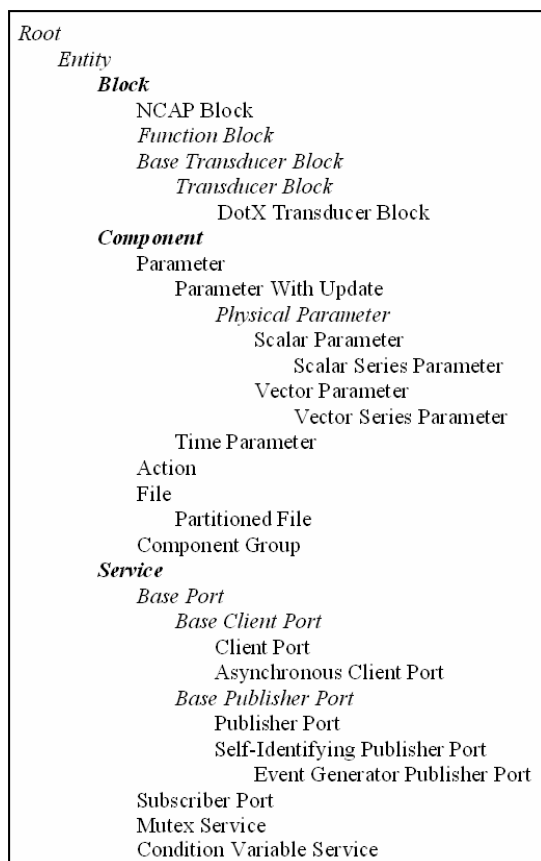 Root
Entity
Block
NCAP Block
Function Block
Base Transducer Block
Transducer Block
DotX Transducer Block
Component
Parameter
Parameter With Update
Physical Parameter
Scalar Parameter
Scalar Series Parameter
Vector Parameter
Vector Series Parameter
Time Parameter
Action
File
Partitioned File
Component Group
Service
Base Port
Base Client Port
Client Port
Asynchronous Client Port
Base Publisher Port
Publisher Port
Self-Identifying Publisher Port
Event Generator Publisher Port
Subscriber Port
Mutex Service
Condition Variable Service